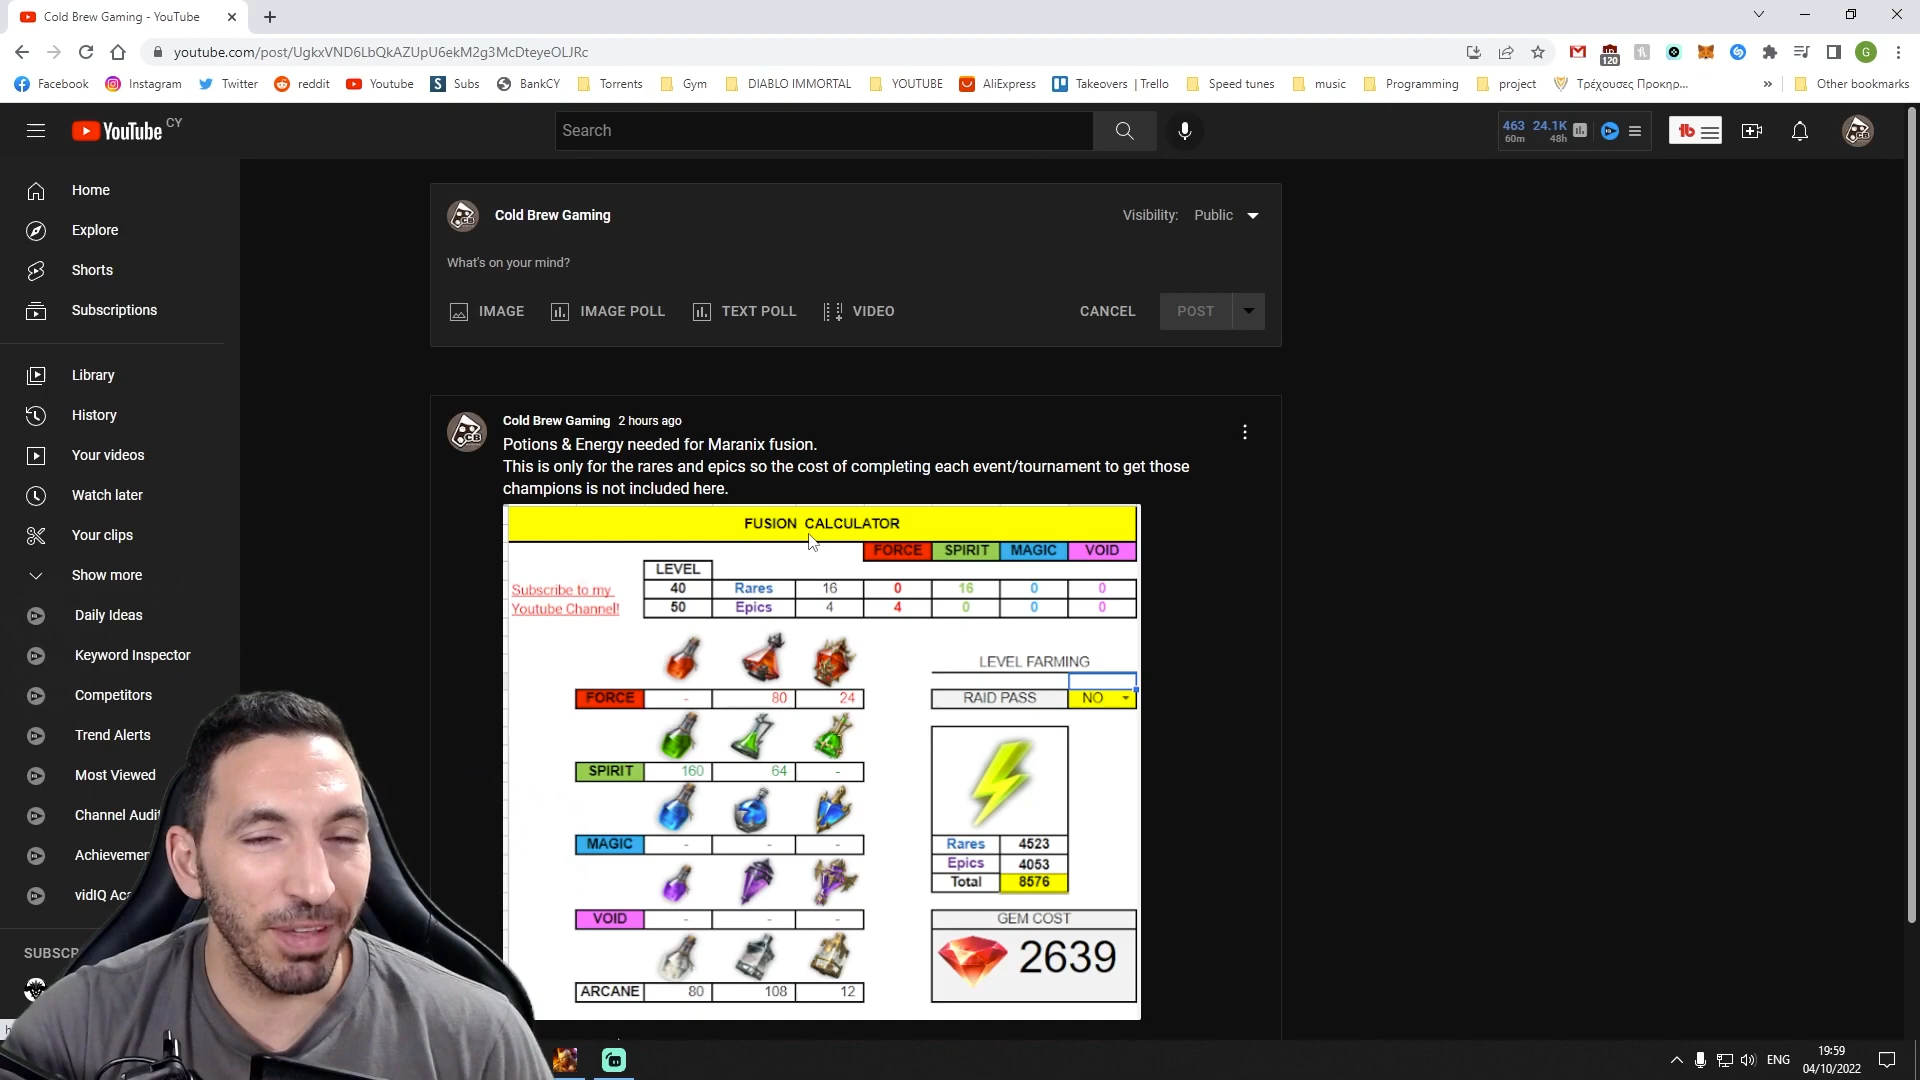 Cold Brew Gaming - YouTube
youtube.com/post/UgkxVND6LbQkAZUpU6ekM2g3McDteyeOLJRc
120
G
Facebook Instagram Twitter reddit Youtube Subs BankCY Torrents Gym DIABLO IMMORTAL YOUTUBE AliExpress Takeovers | Trello Speed tunes music Programming project Τρέχουσες Προκηρ... » Other bookmarks
YouTube CY
Search
463 24.1K
60m 48h
tb
Home
Explore
Shorts
Subscriptions
Library
History
Your videos
Watch later
Your clips
Show more
Daily Ideas
Keyword Inspector
Competitors
Trend Alerts
Most Viewed
Channel Audit
Achievemer
vidIQ Aca
SUBSCR
Cold Brew Gaming
Visibility: Public
What's on your mind?
IMAGE IMAGE POLL TEXT POLL VIDEO CANCEL POST
Cold Brew Gaming 2 hours ago
Potions & Energy needed for Maranix fusion.
This is only for the rares and epics so the cost of completing each event/tournament to get those
champions is not included here.
FUSION CALCULATOR
FORCE SPIRIT MAGIC VOID
LEVEL
40 Rares 16 0 16 0 0
50 Epics 4 4 0 0 0
Subscribe to my
Youtube Channel!
FORCE - 80 24
SPIRIT 160 64 -
MAGIC - - -
VOID - - -
ARCANE 80 108 12
LEVEL FARMING
RAID PASS NO
Rares 4523
Epics 4053
Total 8576
GEM COST
2639
ENG
19:59
04/10/2022